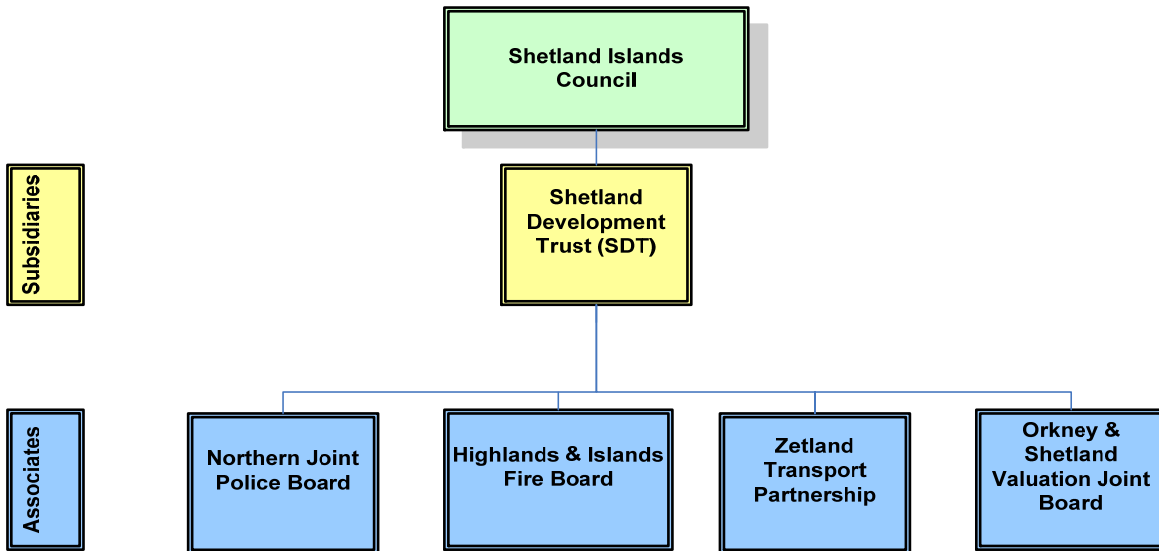 Shetland Islands
Council
Subsidiaries
Shetland
Development
Trust (SDT)
Associates
Northern Joint
Police Board
Highlands & Islands
Fire Board
Zetland
Transport
Partnership
Orkney &
Shetland
Valuation Joint
Board